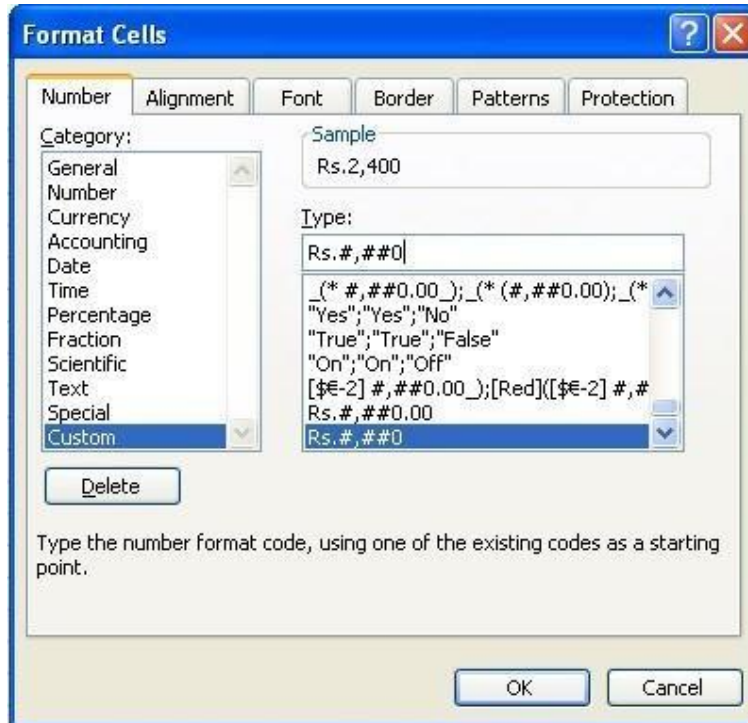 Format Cells
Number Alignment Font Border Patterns Protection
Category:
General
Number
Currency
Accounting
Date
Time
Percentage
Fraction
Scientific
Text
Special
Custom
Sample
Rs.2,400
Type:
Rs.#,##0
_(* #,##0.00_);_(* (#,##0.00);_(*
"Yes";"Yes";"No"
"True";"True";"False"
"On";"On";"Off"
[$€-2] #,##0.00_);[Red]([$€-2] #,#
Rs.#,##0.00
Rs.#,##0
Delete
Type the number format code, using one of the existing codes as a starting
point.
OK Cancel